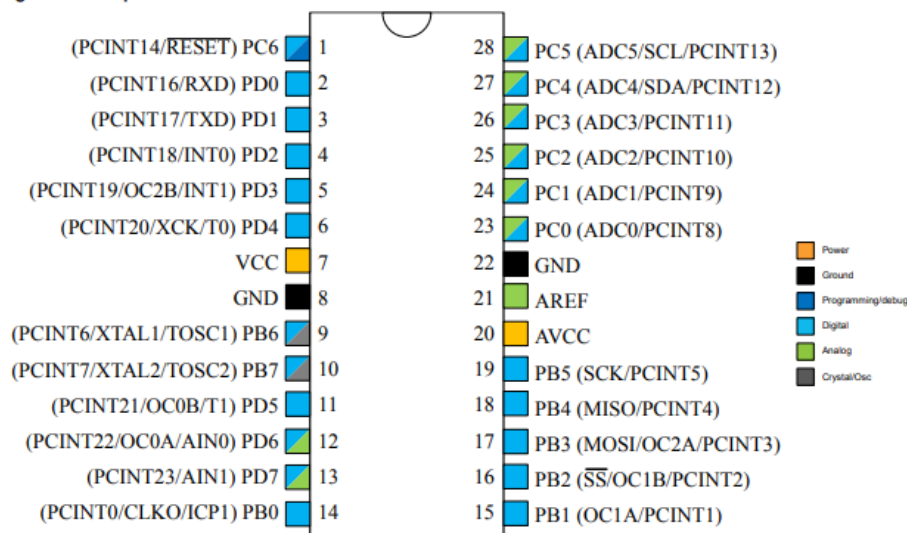 (PCINT14/RESET) PC6 1
(PCINT16/RXD) PD0 2
(PCINT17/TXD) PD1 3
(PCINT18/INT0) PD2 4
(PCINT19/OC2B/INT1) PD3 5
(PCINT20/XCK/T0) PD4 6
VCC 7
GND 8
(PCINT6/XTAL1/TOSC1) PB6 9
(PCINT7/XTAL2/TOSC2) PB7 10
(PCINT21/OC0B/T1) PD5 11
(PCINT22/OC0A/AIN0) PD6 12
(PCINT23/AIN1) PD7 13
(PCINT0/CLKO/ICP1) PB0 14
28 PC5 (ADC5/SCL/PCINT13)
27 PC4 (ADC4/SDA/PCINT12)
26 PC3 (ADC3/PCINT11)
25 PC2 (ADC2/PCINT10)
24 PC1 (ADC1/PCINT9)
23 PC0 (ADC0/PCINT8)
22 GND
21 AREF
20 AVCC
19 PB5 (SCK/PCINT5)
18 PB4 (MISO/PCINT4)
17 PB3 (MOSI/OC2A/PCINT3)
16 PB2 (SS/OC1B/PCINT2)
15 PB1 (OC1A/PCINT1)
Power
Ground
Programming/debug
Digital
Analog
Crystal/Osc